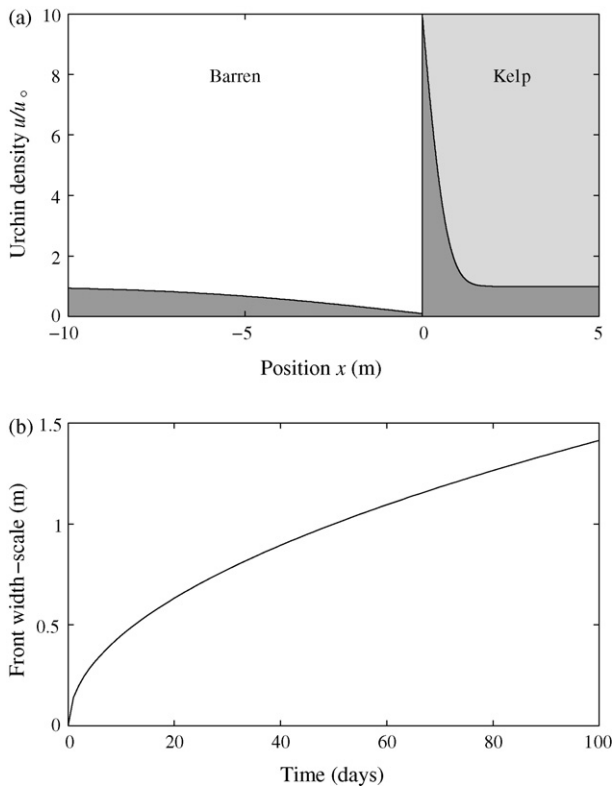 (a)
10
8
6
4
2
0
Urchin density u/u∘
Barren
Kelp
−10
−5
0
5
Position x (m)
(b)
1.5
1
0.5
0
Front width−scale (m)
0
20
40
60
80
100
Time (days)